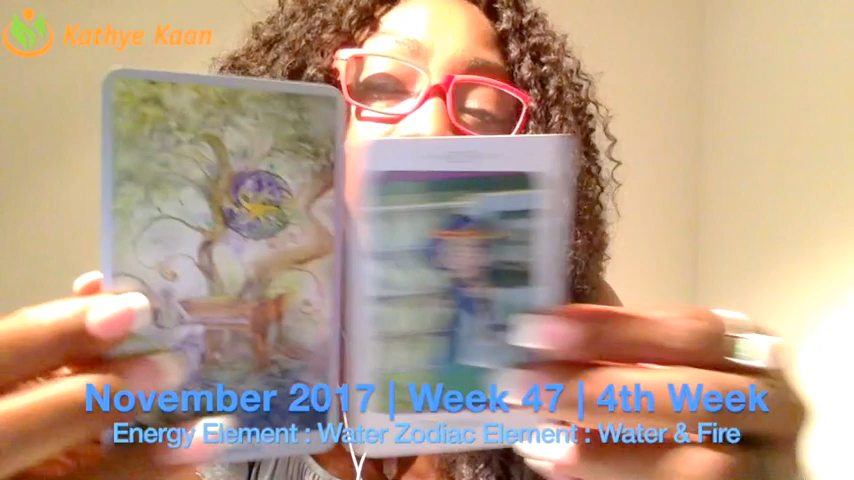 Kathye Kaan
November 2017 | Week 47 | 4th Week
Energy Element : Water Zodiac Element : Water & Fire